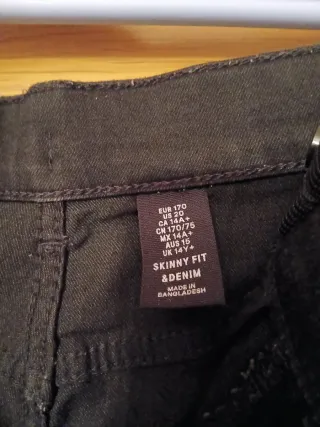 EUR 170
US 20
CA 14A+
CN 170/75
MX 14A+
AUS 15
UK 14Y+
SKINNY FIT
&DENIM
MADE IN
BANGLADESH